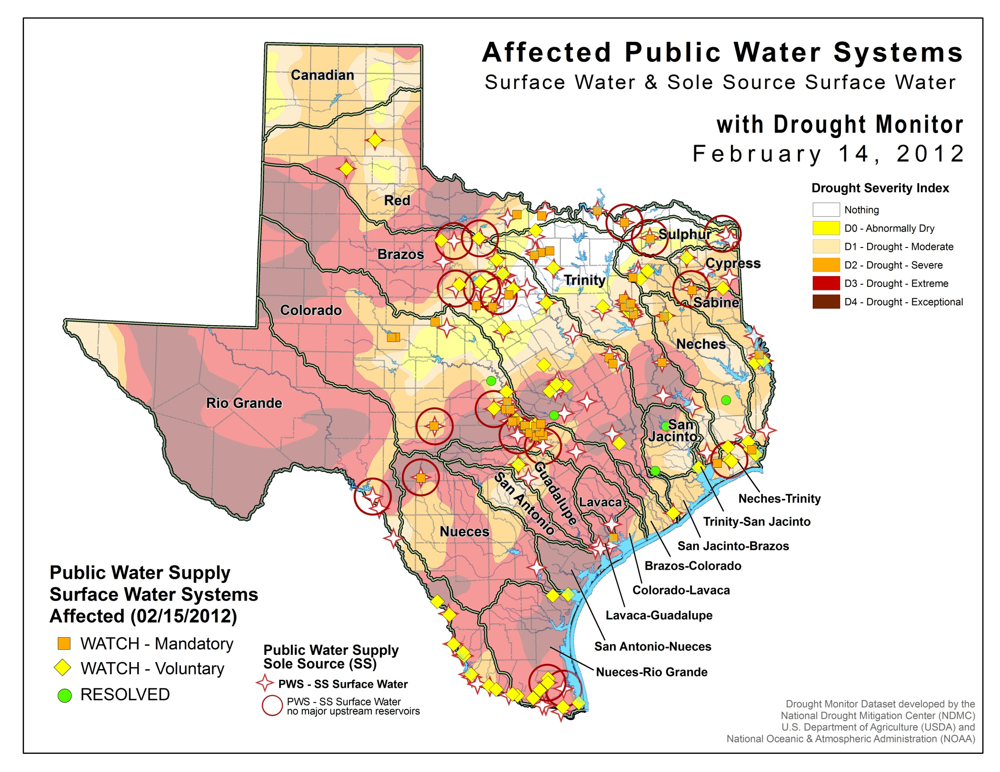 Affected Public Water Systems
Surface Water & Sole Source Surface Water
with Drought Monitor
February 14, 2012
Drought Severity Index
Nothing
D0 - Abnormally Dry
D1 - Drought - Moderate
D2 - Drought - Severe
D3 - Drought - Extreme
D4 - Drought - Exceptional
Canadian
Red
Brazos
Sulphur
Cypress
Trinity
Sabine
Colorado
Neches
Rio Grande
San
Jacinto
Guadalupe
San Antonio
Lavaca
Nueces
Neches-Trinity
Trinity-San Jacinto
San Jacinto-Brazos
Brazos-Colorado
Colorado-Lavaca
Lavaca-Guadalupe
San Antonio-Nueces
Nueces-Rio Grande
Public Water Supply
Surface Water Systems
Affected (02/15/2012)
WATCH - Mandatory
WATCH - Voluntary
RESOLVED
Public Water Supply
Sole Source (SS)
PWS - SS Surface Water
PWS - SS Surface Water
no major upstream reservoirs
Drought Monitor Dataset developed by the
National Drought Mitigation Center (NDMC)
U.S. Department of Agriculture (USDA) and
National Oceanic & Atmospheric Administration (NOAA)